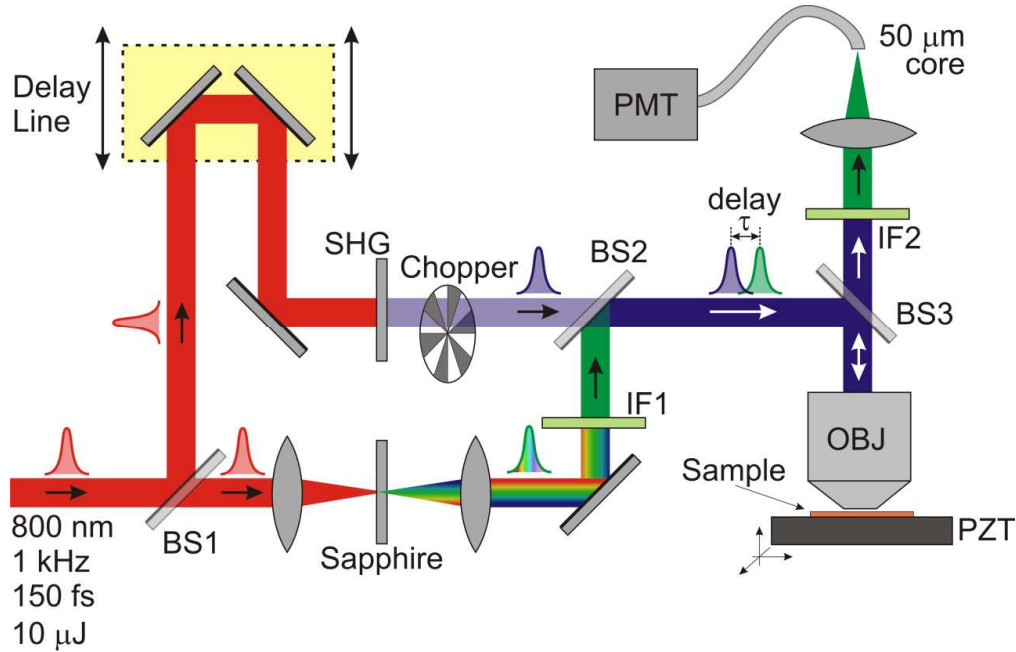 Delay
Line
PMT
50 μm
core
SHG
Chopper
BS2
delay
τ
IF2
BS3
IF1
OBJ
Sample
PZT
BS1
Sapphire
800 nm
1 kHz
150 fs
10 μJ